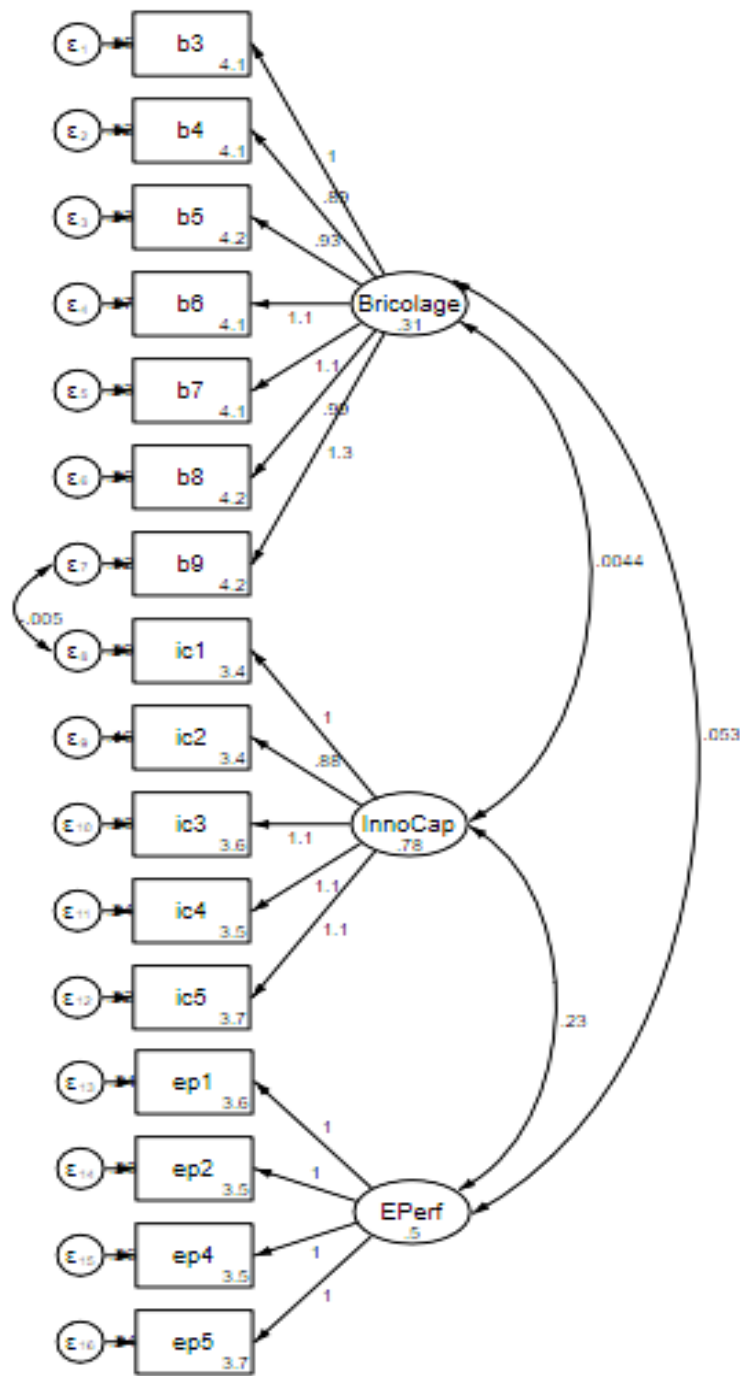 ε1 b3 4.1
1
ε2 b4 4.1
.89
ε3 b5 4.2
.93
Bricolage
.31
ε4 b6 4.1
1.1
ε5 b7 4.1
1.1
ε6 b8 4.2
.99
1.3
ε7 b9 4.2
.0044
-.005
ε8 ic1 3.4
1
ε9 ic2 3.4
.88
.053
InnoCap
.78
ε10 ic3 3.6
1.1
ε11 ic4 3.5
1.1
1.1
ε12 ic5 3.7
.23
ε13 ep1 3.6
1
ε14 ep2 3.5
1
EPerf
.5
ε15 ep4 3.5
1
1
ε16 ep5 3.7